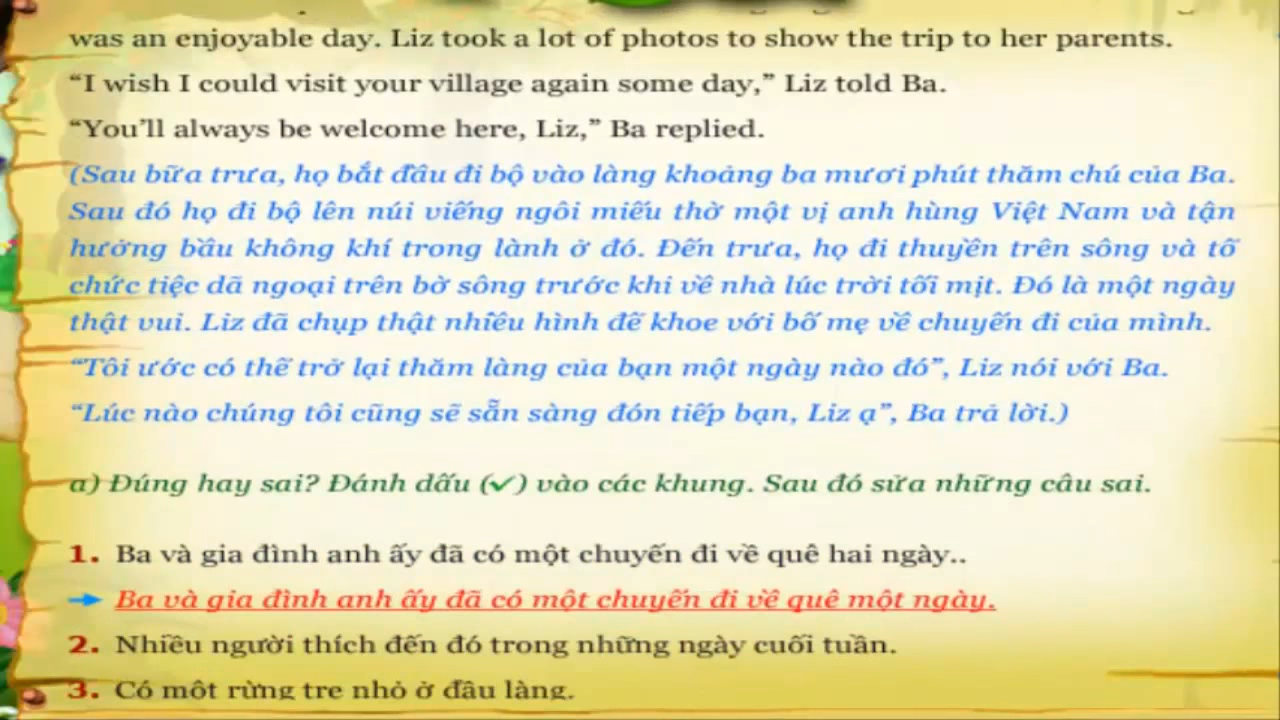 was an enjoyable day. Liz took a lot of photos to show the trip to her parents.
“I wish I could visit your village again some day,” Liz told Ba.
“You’ll always be welcome here, Liz,” Ba replied.
(Sau bữa trưa, họ bắt đầu đi bộ vào làng khoảng ba mươi phút thăm chú của Ba.
Sau đó họ đi bộ lên núi viếng ngôi miếu thờ một vị anh hùng Việt Nam và tận
hưởng bầu không khí trong lành ở đó. Đến trưa, họ đi thuyền trên sông và tổ
chức tiệc dã ngoại trên bờ sông trước khi về nhà lúc trời tối mịt. Đó là một ngày
thật vui. Liz đã chụp thật nhiều hình để khoe với bố mẹ về chuyến đi của mình.
“Tôi ước có thể trở lại thăm làng của bạn một ngày nào đó”, Liz nói với Ba.
“Lúc nào chúng tôi cũng sẽ sẵn sàng đón tiếp bạn, Liz ạ”, Ba trả lời.)
a) Đúng hay sai? Đánh dấu (✓) vào các khung. Sau đó sửa những câu sai.
1. Ba và gia đình anh ấy đã có một chuyến đi về quê hai ngày..
Ba và gia đình anh ấy đã có một chuyến đi về quê một ngày.
2. Nhiều người thích đến đó trong những ngày cuối tuần.
3. Có một rừng tre nhỏ ở đầu làng.